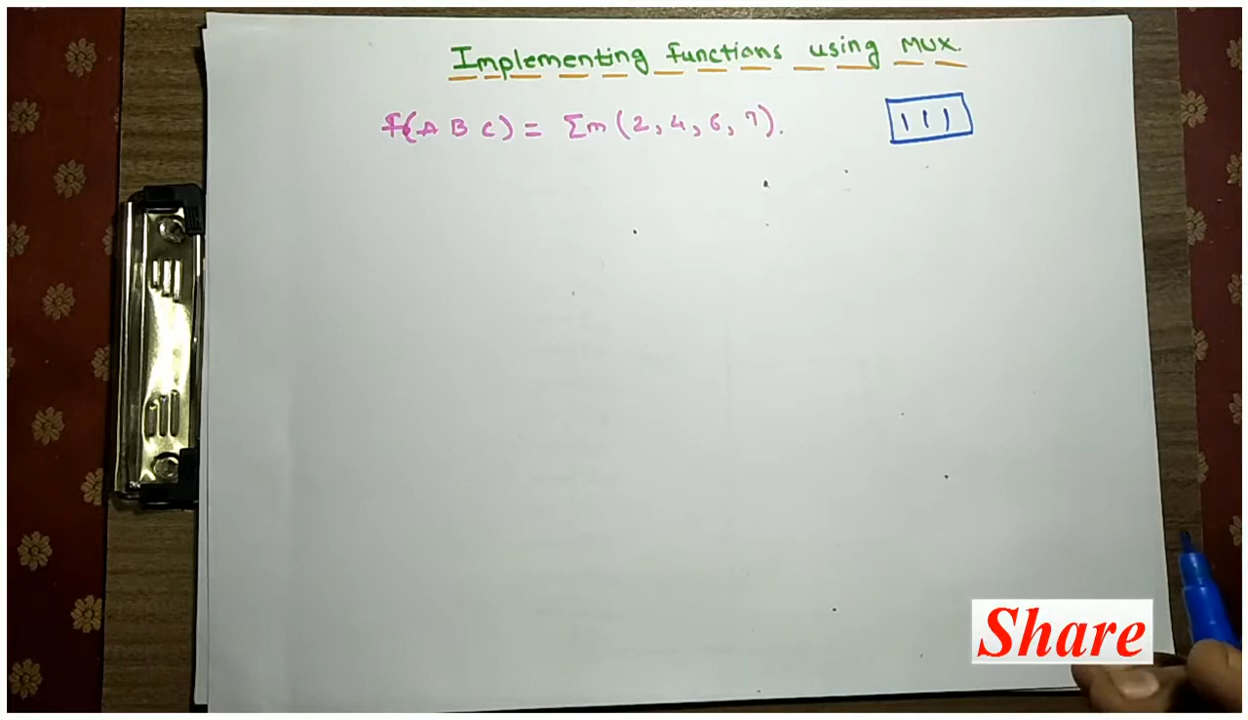 Implementing functions using MUX.
f(A B C) = Σm (2, 4, 6, 7).
111
Share